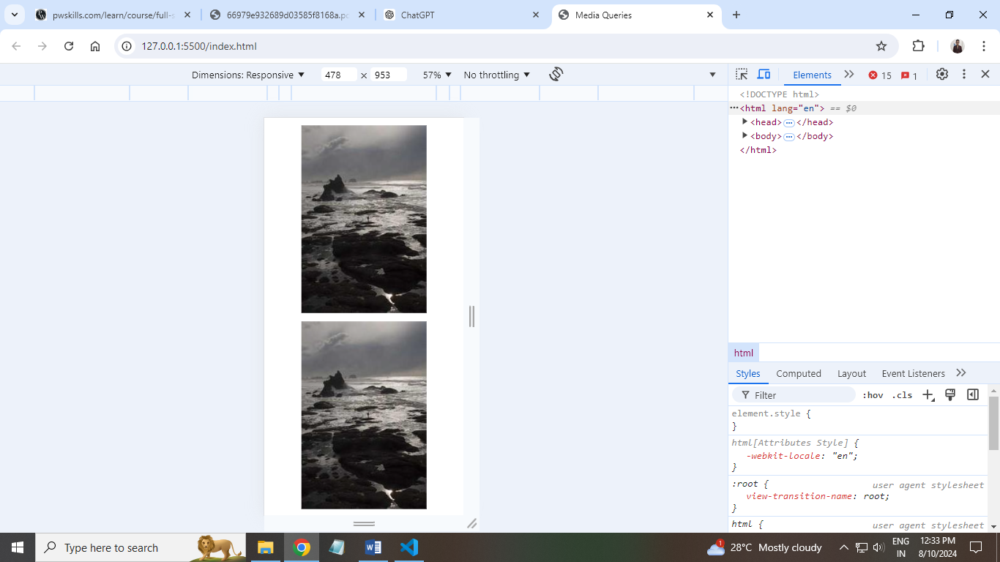 pwskills.com/learn/course/full-s
66979e932689d03585f8168a.pd
ChatGPT
Media Queries
127.0.0.1:5500/index.html
Dimensions: Responsive
478 × 953
57%
No throttling
Elements
15
1
<!DOCTYPE html>
<html lang="en"> == $0
<head>…</head>
<body>…</body>
</html>
html
Styles
Computed
Layout
Event Listeners
Filter
:hov
.cls
element.style {
}
html[Attributes Style] {
-webkit-locale: "en";
}
:root {
user agent stylesheet
view-transition-name: root;
}
html {
user agent stylesheet
Type here to search
1
28°C Mostly cloudy
ENG
IN
12:33 PM
8/10/2024